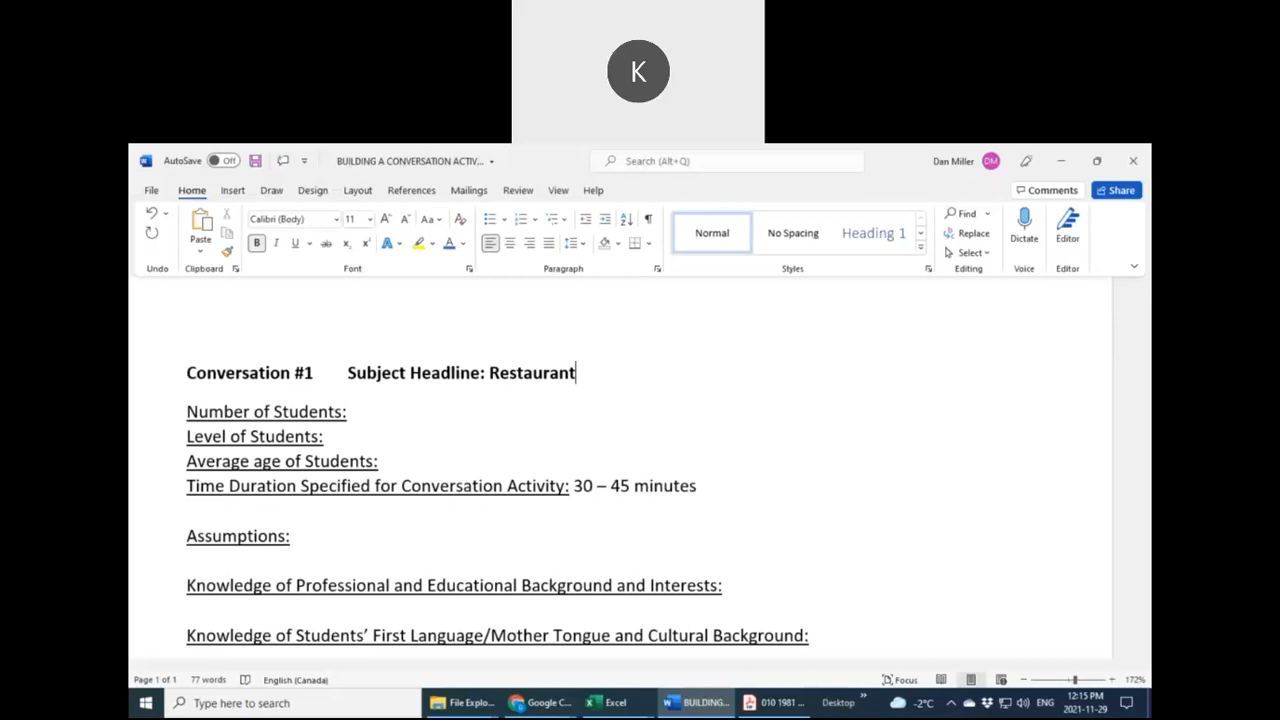 K
AutoSave Off BUILDING A CONVERSATION ACTIV... Search (Alt+Q) Dan Miller DM
File Home Insert Draw Design Layout References Mailings Review View Help Comments Share
Paste Calibri (Body) 11 A A Aa Normal No Spacing Heading 1 Find Replace Select Dictate Editor
B I U ab x₂ x² A A
Undo Clipboard Font Paragraph Styles Editing Voice Editor
Conversation #1 Subject Headline: Restaurant
Number of Students:
Level of Students:
Average age of Students:
Time Duration Specified for Conversation Activity: 30 – 45 minutes
Assumptions:
Knowledge of Professional and Educational Background and Interests:
Knowledge of Students’ First Language/Mother Tongue and Cultural Background:
Page 1 of 1 77 words English (Canada) Focus 172%
Type here to search File Explo... Google C... Excel BUILDING... 010 1981 ... Desktop -2°C ENG 12:15 PM
2021-11-29